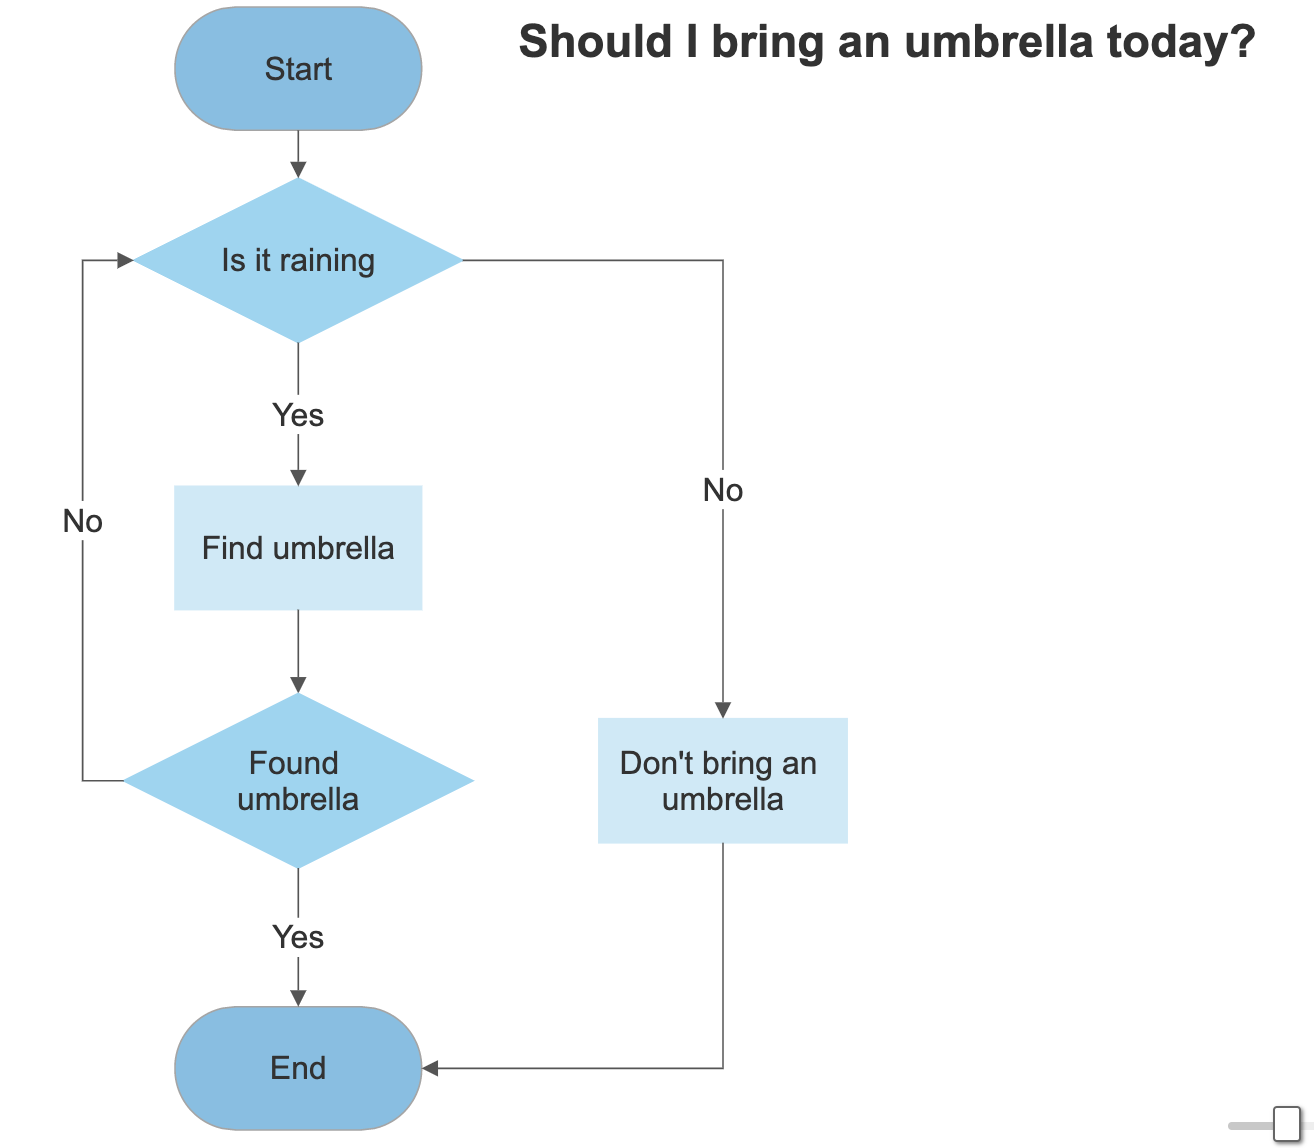 Should I bring an umbrella today?
Start
Is it raining
Yes
No
No
Find umbrella
Found
umbrella
Don't bring an
umbrella
Yes
End